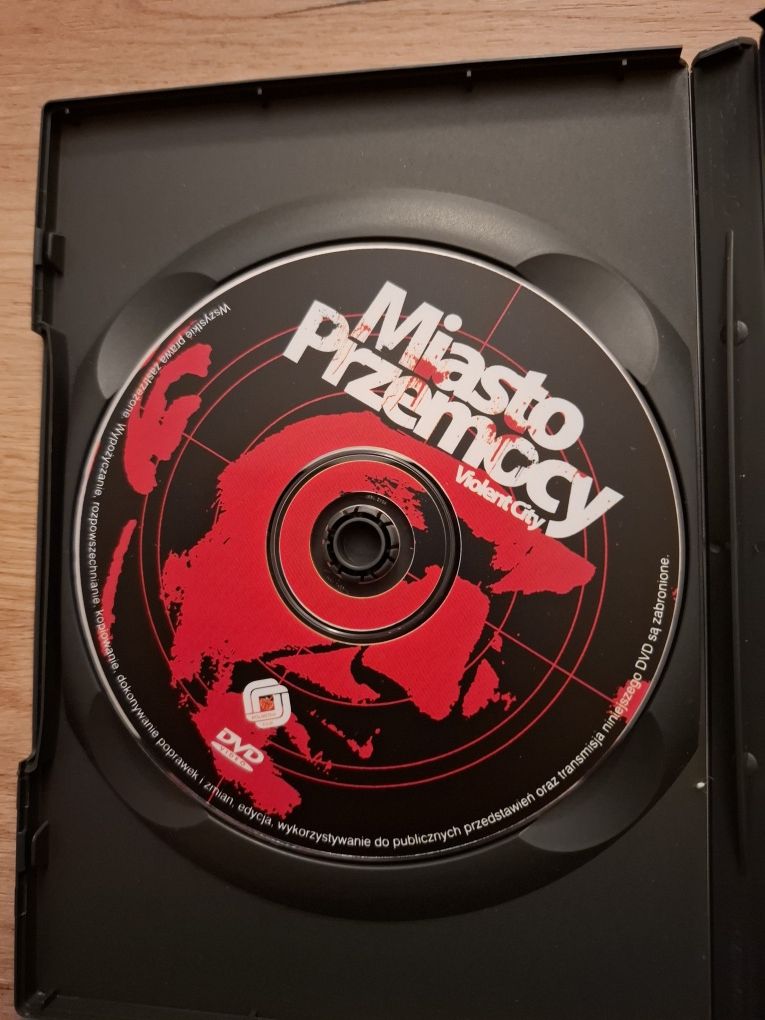 Miasto
Przemocy
Violent City
DVD
VIDEO
Wszystkie prawa zastrzeżone. Wypożyczanie, rozpowszechnianie, kopiowanie, dokonywanie poprawek i zmian, edycja, wykorzystywanie do publicznych przedstawień oraz transmisja niniejszego DVD są zabronione.